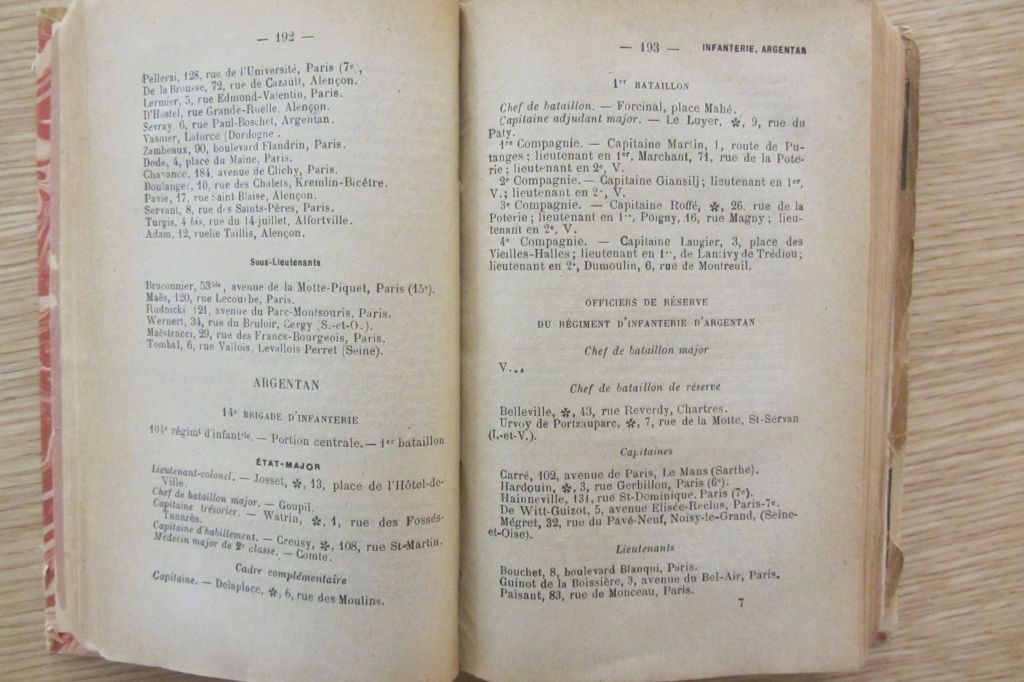 — 192 —
Pellerai, 128, rue de l'Université, Paris (7e),
De la Brousse, 72, rue de Cazault, Alençon.
Lermier, 5, rue Edmond-Valentin, Paris.
D'Hostel, rue Grande-Ruelle, Alençon.
Sevray 6, rue Paul-Boschet, Argentan.
Vasnier, Laforce (Dordogne .
Zambeaux, 90, boulevard Flandrin, Paris.
Dode, 4, place du Maine, Paris.
Chavance, 184, avenue de Clichy, Paris.
Boulanger, 10, rue des Chalets, Kremlin-Bicêtre.
Pavie, 17, rue Saint Blaise, Alençon.
Servant, 8, rue des Saints-Pères, Paris.
Turgis, 4 bis, rue du 14 juillet, Alfortville.
Adam, 12, ruelle Taillis, Alençon.
Sous-Lieutenants
Braconnier, 53bis, avenue de la Motte-Piquet, Paris (15e).
Maës, 120, rue Lecourbe, Paris.
Rudnicki 121, avenue du Parc-Montsouris, Paris.
Wernert, 34, rue du Bruloir, Cergy (S.-et-O.).
Maëstracci, 29, rue des Francs-Bourgeois, Paris.
Tombal, 6, rue Vallois, Levallois Perret (Seine).
ARGENTAN
14e BRIGADE D'INFANTERIE
104e régimt d'infantrie. — Portion centrale. — 1er bataillon
ÉTAT-MAJOR
Lieutenant-colonel. — Josset, ✻, 13, place de l'Hôtel-de-
Ville.
Chef de bataillon major. — Goupil.
Capitaine trésorier. — Watrin, ✻, 1, rue des Fossés-
Tanarès.
Capitaine d'habillement. — Creusy, ✻, 108, rue St-Martin.
Médecin major de 2e classe. — Comte.
Cadre complémentaire
Capitaine. — Delaplace, ✻, 6, rue des Moulins.
— 193 — INFANTERIE, ARGENTAN
1er BATAILLON
Chef de bataillon. — Forcinal, place Mahé.
Capitaine adjudant major. — Le Luyer, ✻, 9, rue du
Paty.
1re Compagnie. — Capitaine Martin, 1, route de Pu-
tanges ; lieutenant en 1er, Marchant, 71, rue de la Pote-
rie ; lieutenant en 2e, V.
2e Compagnie. — Capitaine Giansilj ; lieutenant en 1er,
V. ; lieutenant en 2e, V.
3e Compagnie. — Capitaine Roffé, ✻, 26, rue de la
Poterie ; lieutenant en 1er, Poigny, 16, rue Magny ; lieu-
tenant en 2e, V.
4e Compagnie. — Capitaine Laugier, 3, place des
Vieilles-Halles ; lieutenant en 1er, de Lantivy de Trédiou ;
lieutenant en 2e, Dumoulin, 6, rue de Montreuil.
OFFICIERS DE RÉSERVE
DU RÉGIMENT D'INFANTERIE D'ARGENTAN
Chef de bataillon major
V...
Chef de bataillon de réserve
Belleville, ✻, 43, rue Reverdy, Chartres.
Urvoy de Portzauparc, ✻, 7, rue de la Motte, St-Servan
(I.-et-V.).
Capitaines
Carré, 102, avenue de Paris, Le Mans (Sarthe).
Hardouin, ✻, 3, rue Gerbillon, Paris (6e).
Hainneville, 131, rue St-Dominique, Paris (7e).
De Witt-Guizot, 5, avenue Elisée-Reclus, Paris-7e.
Mégret, 32, rue du Pavé-Neuf, Noisy-le-Grand, (Seine-
et-Oise).
Lieutenants
Bouchet, 8, boulevard Blanqui, Paris.
Guinot de la Boissière, 3, avenue du Bel-Air, Paris.
Paisant, 83, rue de Monceau, Paris.
7